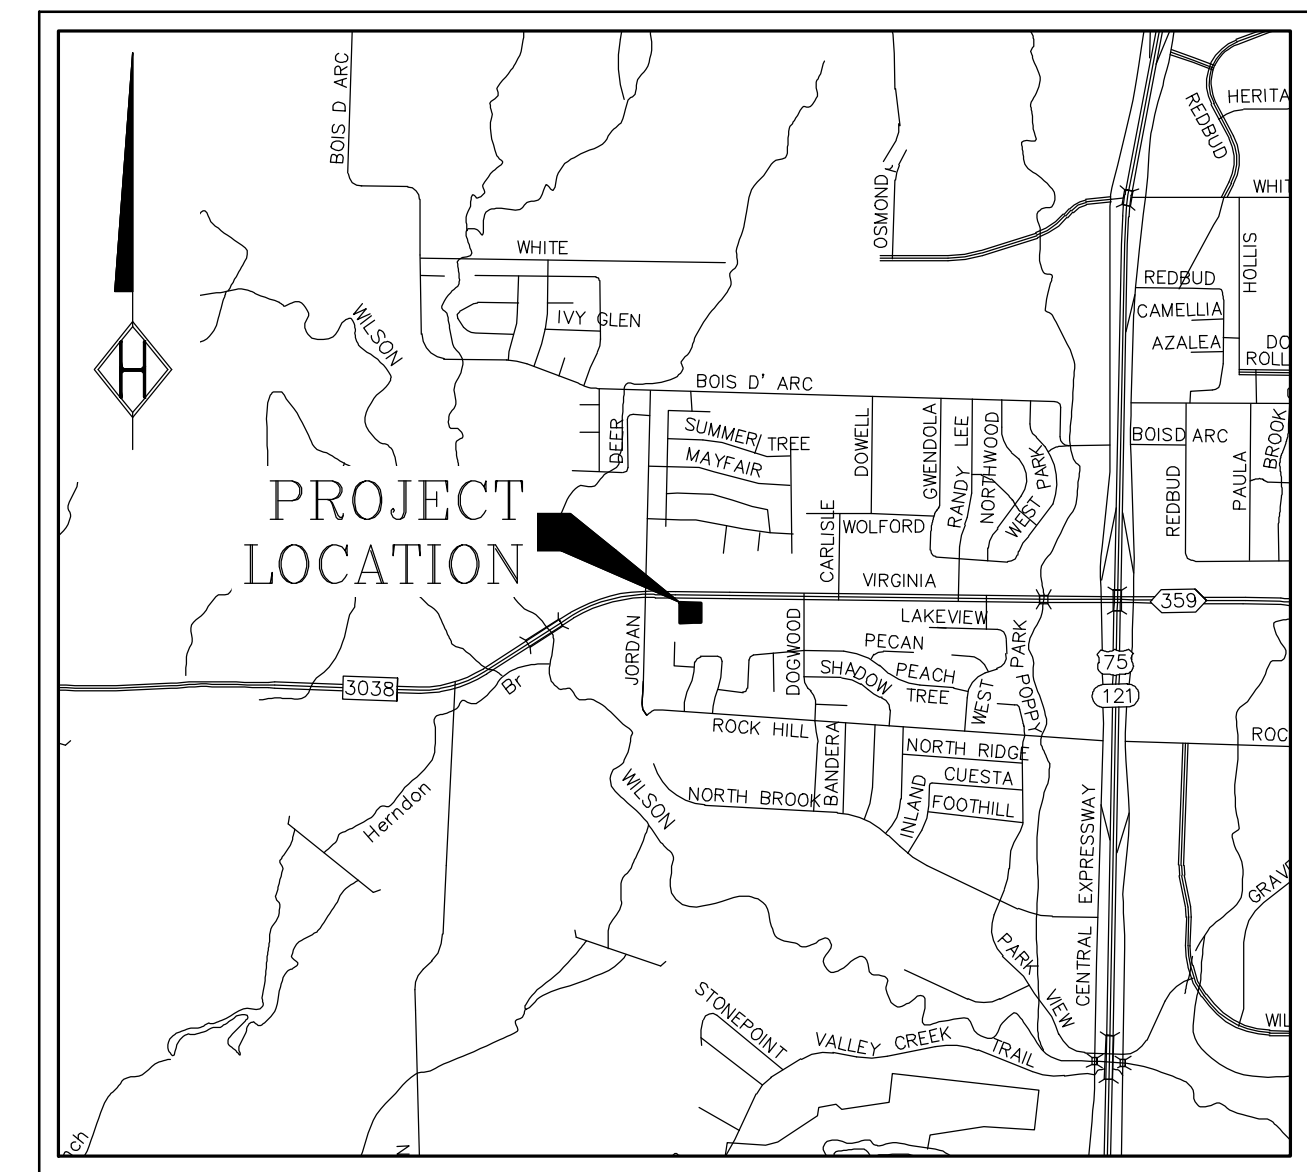 BOIS D ARC
REDBUD
HERITA
WHIT
OSMOND
WHITE
HOLLIS
REDBUD
CAMELLIA
IVY GLEN
WILSON
AZALEA
DO
ROLL
H
BOIS D' ARC
DEER
SUMMER TREE
MAYFAIR
DOWELL
GWENDOLA
RANDY LEE
NORTHWOOD
WEST PARK
BOISD ARC
REDBUD
PAULA
BROOK
PROJECT
LOCATION
CARLISLE
WOLFORD
VIRGINIA
359
LAKEVIEW
JORDAN
DOGWOOD
PECAN
SHADOW
PEACH
TREE
WEST
PARK
POPPY
75
121
3038
Br
ROCK HILL
BANDERA
NORTH RIDGE
ROC
CUESTA
FOOTHILL
INLAND
NORTH BROOK
WILSON
Herndon
CENTRAL EXPRESSWAY
GRAV
PARK VIEW
STONEPOINT
VALLEY CREEK TRAIL
WIL
ch
N